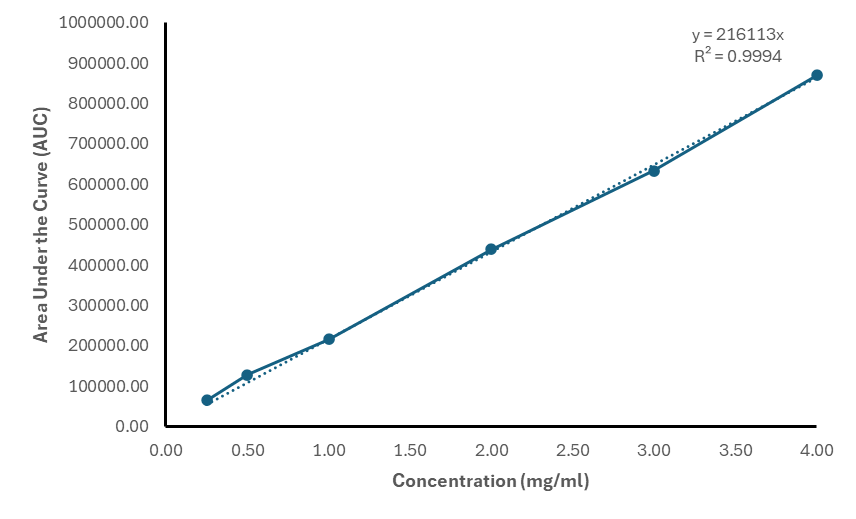 1000000.00
900000.00
800000.00
700000.00
600000.00
500000.00
400000.00
300000.00
200000.00
100000.00
0.00
Area Under the Curve (AUC)
y = 216113x
R² = 0.9994
0.00 0.50 1.00 1.50 2.00 2.50 3.00 3.50 4.00
Concentration (mg/ml)